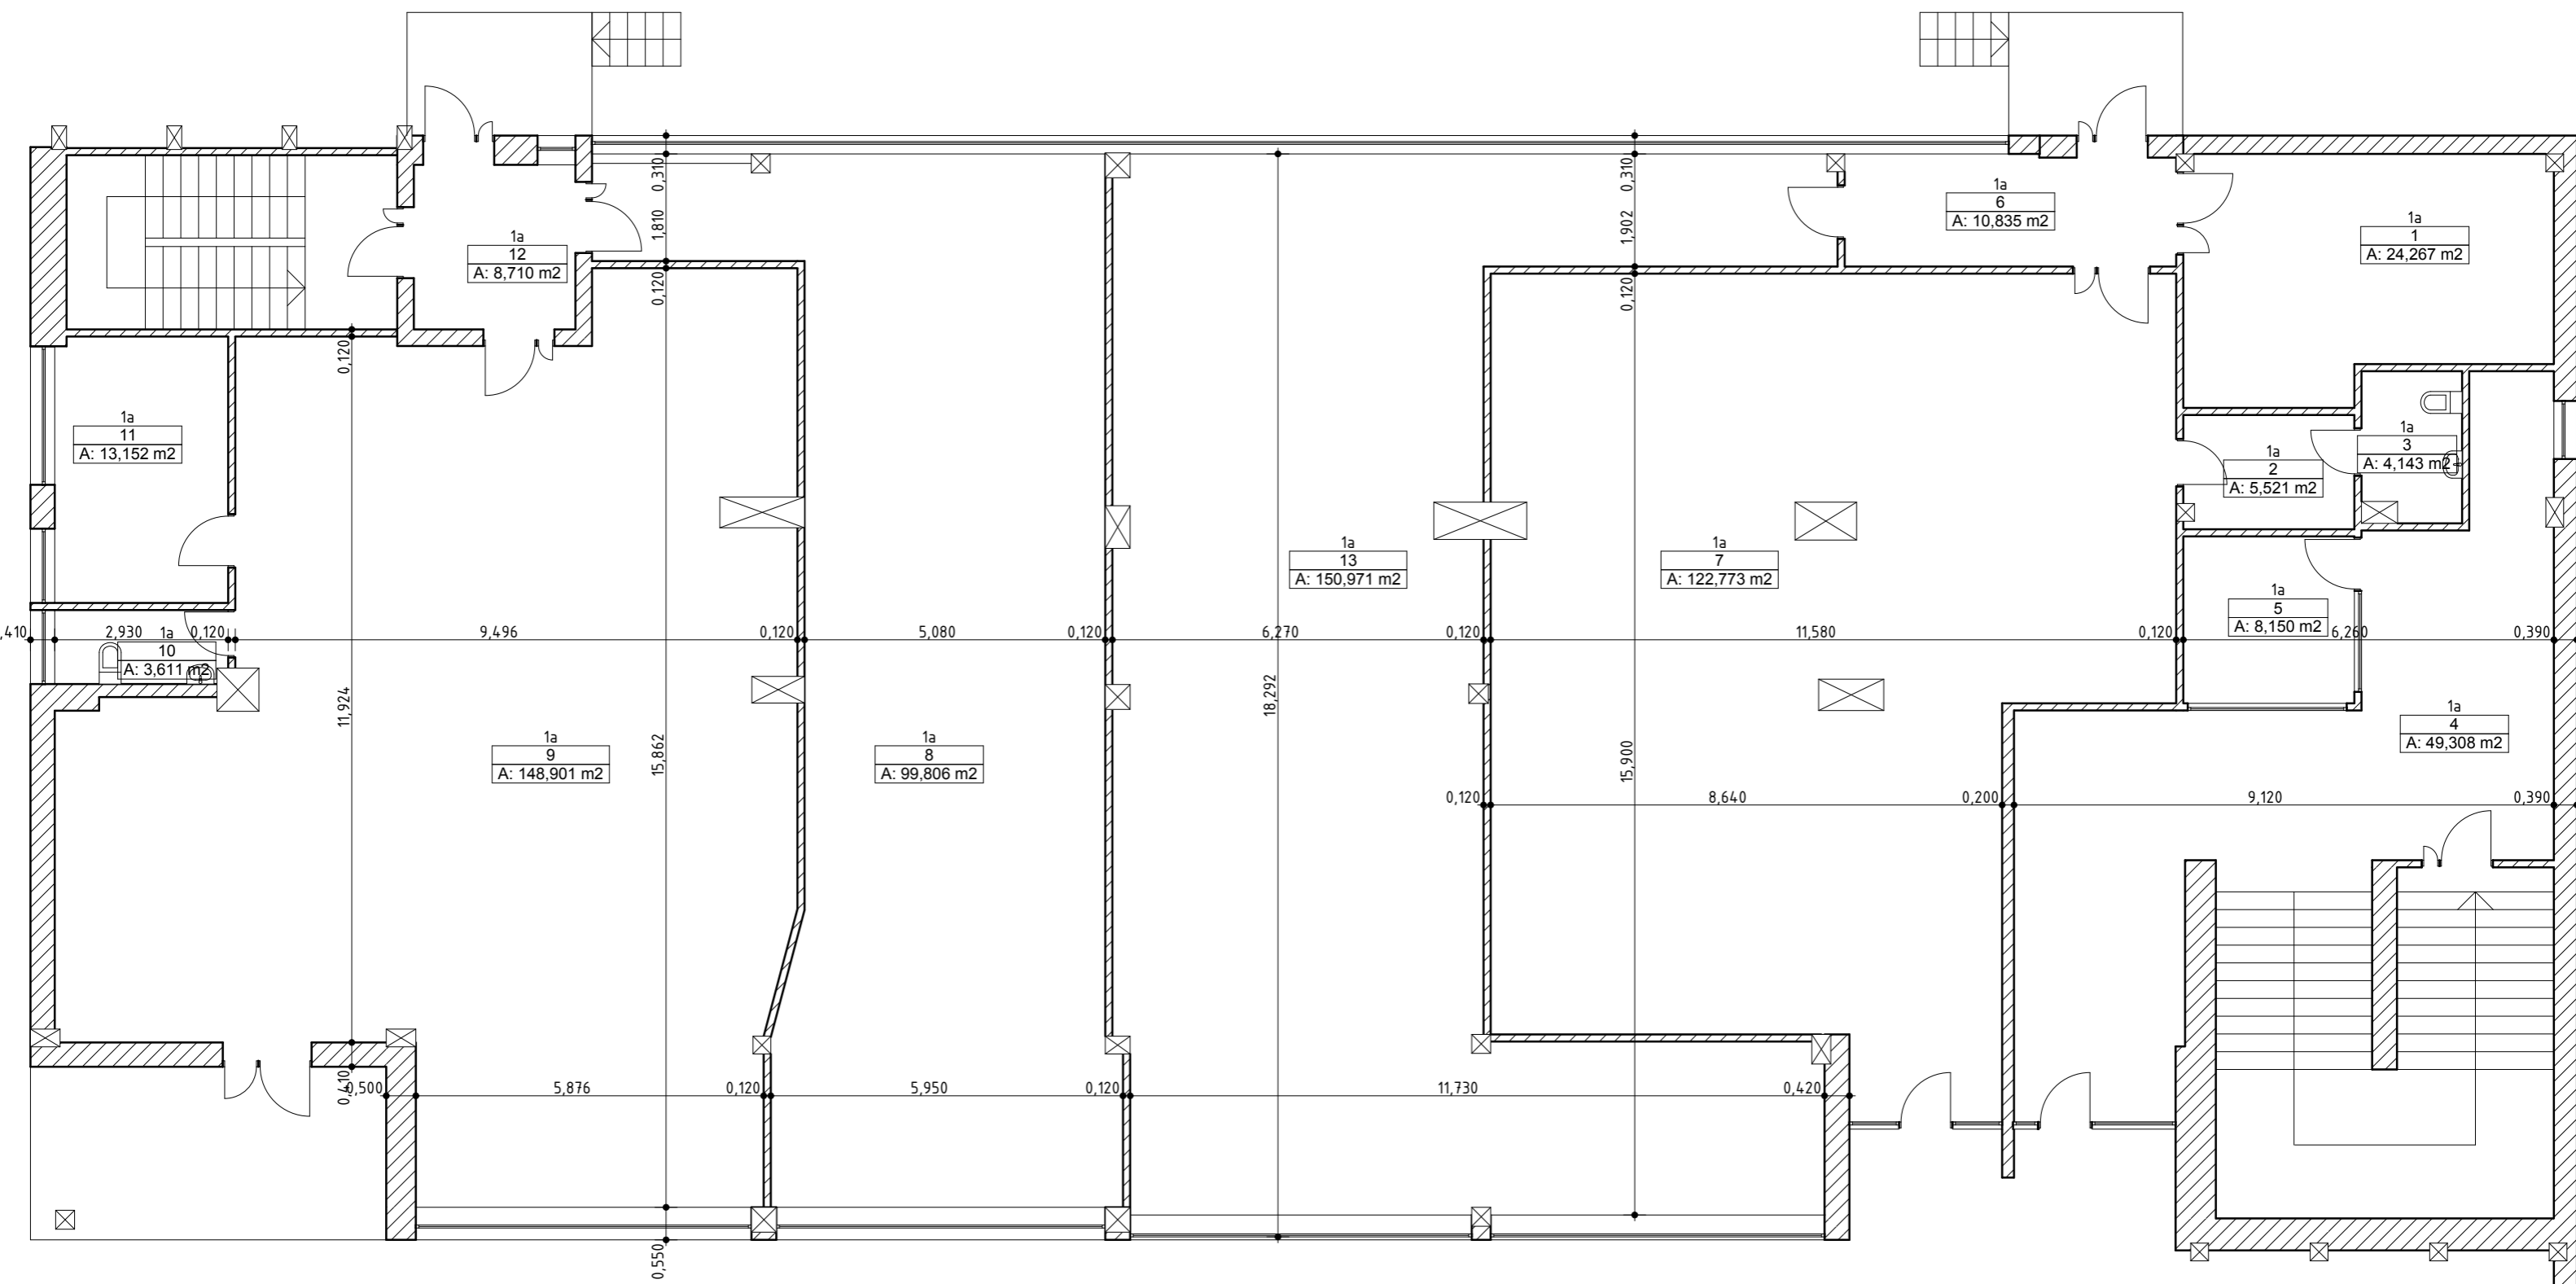 0,310
0,310
1,810
1,902
1a
12
A: 8,710 m2
1a
6
A: 10,835 m2
1a
1
A: 24,267 m2
0,120
0,120
0,120
1a
11
A: 13,152 m2
1a
3
A: 4,143 m2
1a
2
A: 5,521 m2
1a
13
A: 150,971 m2
1a
7
A: 122,773 m2
1a
5
A: 8,150 m2
,410
2,930
0,120
9,496
0,120
5,080
0,120
6,270
0,120
11,580
0,120
6,260
0,390
1a
10
A: 3,611 m2
11,924
18,292
15,862
15,900
1a
9
A: 148,901 m2
1a
8
A: 99,806 m2
1a
4
A: 49,308 m2
0,120
8,640
0,200
9,120
0,390
0,410
0,500
5,876
0,120
5,950
0,120
11,730
0,420
0,550